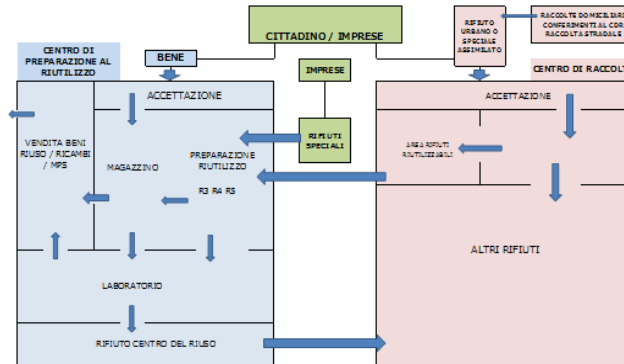 CITTADINO / IMPRESE
RIFIUTO
URBANO O
SPECIALE
ASSIMILATO
RACCOLTE DOMICILIARI
CONFERIMENTI AL CDR
RACCOLTA STRADALE
CENTRO DI
PREPARAZIONE AL
RIUTILIZZO
BENE
IMPRESE
CENTRO DI RACCOLT
ACCETTAZIONE
ACCETTAZIONE
VENDITA BENI
RIUSO / RICAMBI
/ MPS
MAGAZZINO
PREPARAZIONE
RIUTILIZZO
R3 R4 R5
RIFIUTI
SPECIALI
AREA RIFIUTI
RIUTILIZZABILI
ALTRI RIFIUTI
LABORATORIO
RIFIUTO CENTRO DEL RIUSO